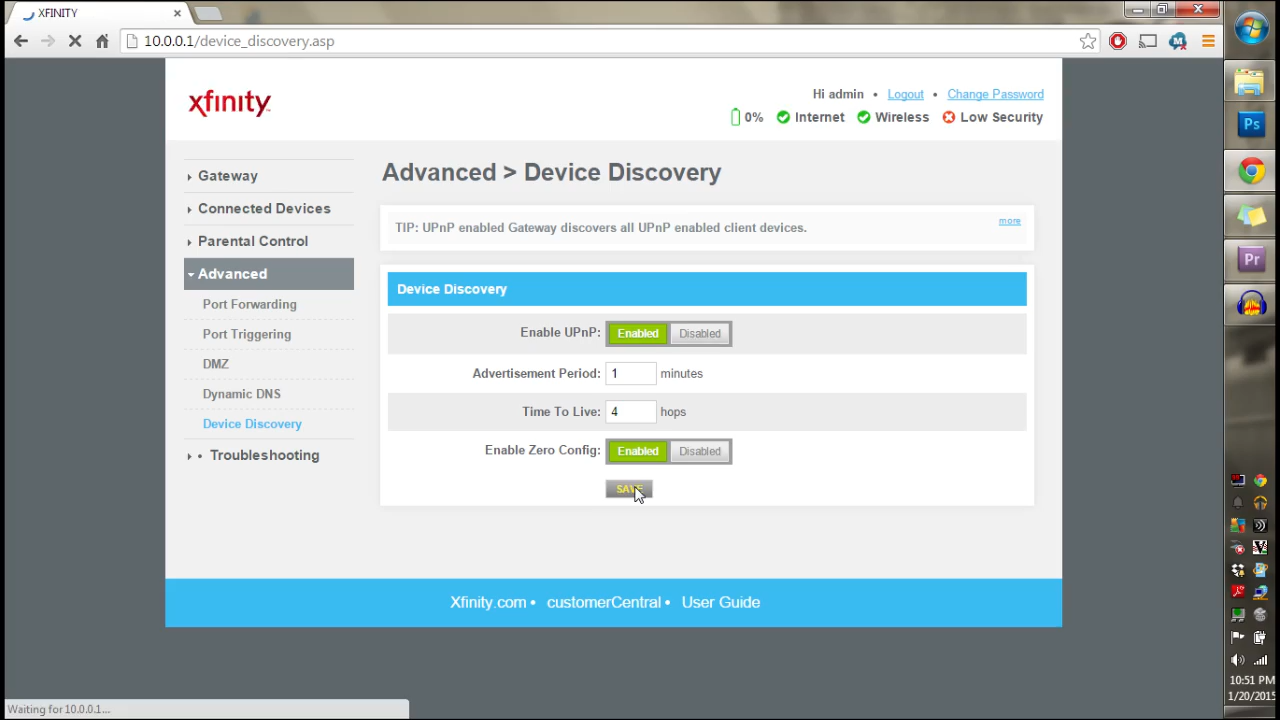 XFINITY
10.0.0.1/device_discovery.asp
xfinity
Hi admin • Logout • Change Password
0% Internet Wireless Low Security
Gateway
Connected Devices
Parental Control
Advanced
Port Forwarding
Port Triggering
DMZ
Dynamic DNS
Device Discovery
• Troubleshooting
Advanced > Device Discovery
TIP: UPnP enabled Gateway discovers all UPnP enabled client devices.
more
Device Discovery
Enable UPnP: Enabled Disabled
Advertisement Period: 1 minutes
Time To Live: 4 hops
Enable Zero Config: Enabled Disabled
SAVE
Xfinity.com • customerCentral • User Guide
Waiting for 10.0.0.1...
Ps
Pr
10:51 PM
1/20/2015